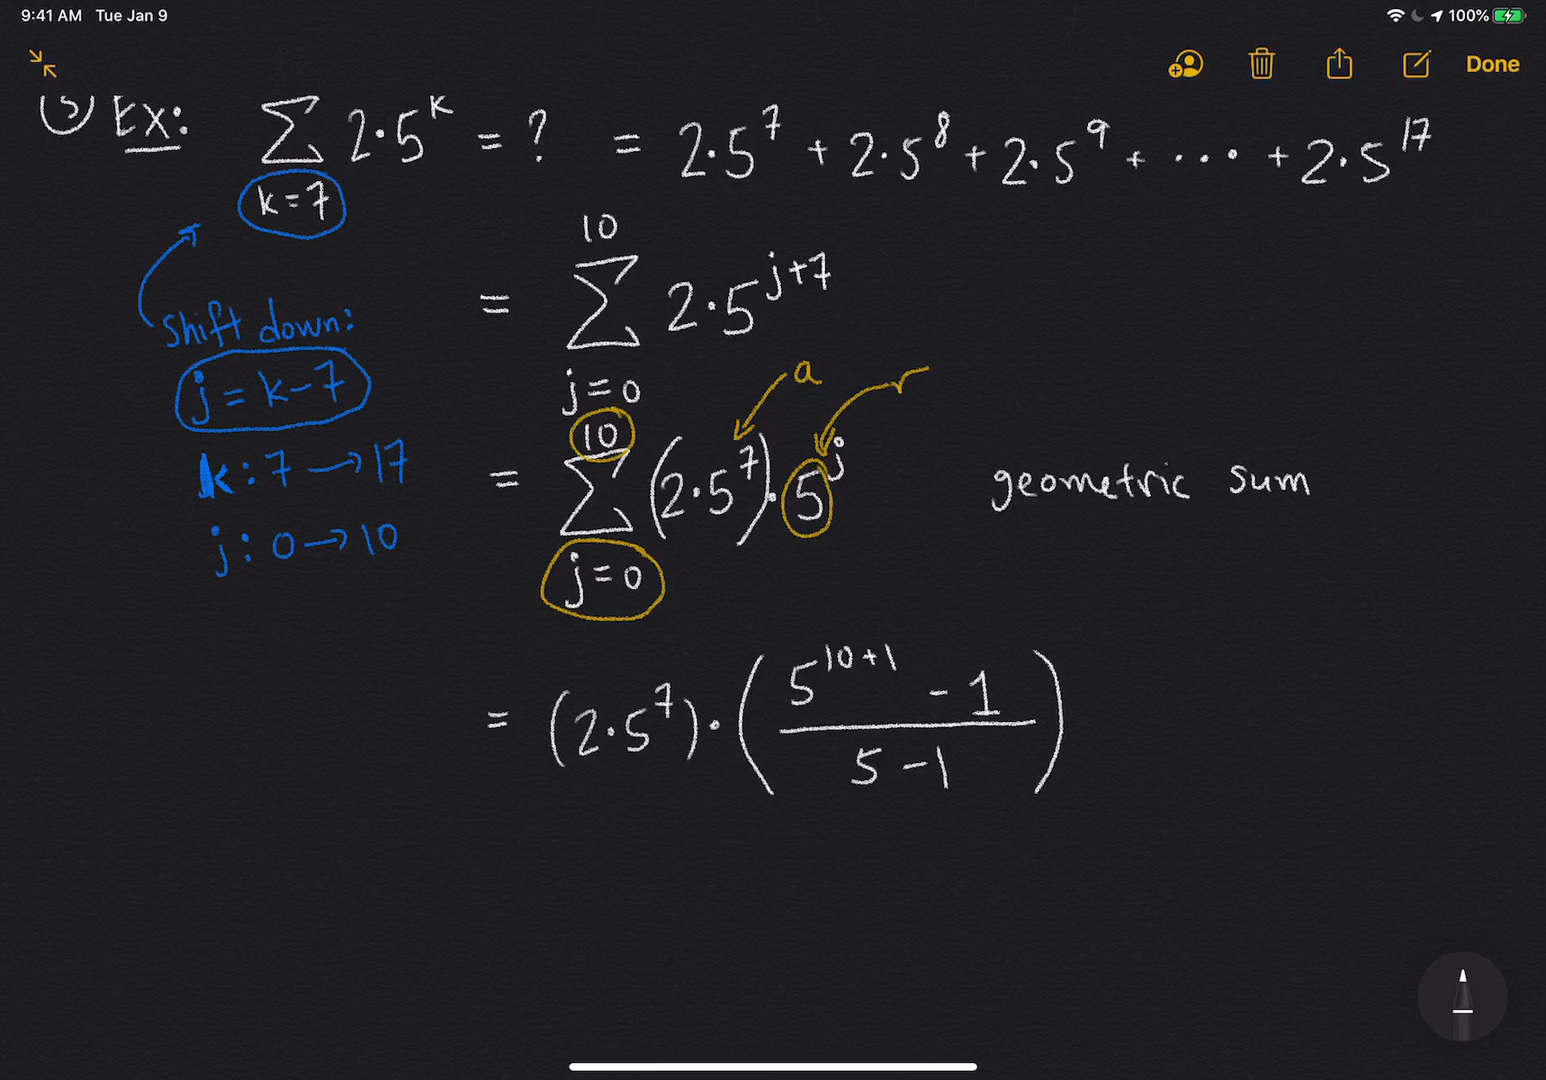 9:41 AM Tue Jan 9 100%
Done
Ex: ∑ 2·5^k = ? = 2·5^7 + 2·5^8 + 2·5^9 + ··· + 2·5^17
k=7
10
= ∑ 2·5^(j+7)
j=0
shift down:
j = k-7
k: 7 → 17
j: 0 → 10
a r
10
= ∑ (2·5^7)·5^j geometric sum
j=0
= (2·5^7)·((5^(10+1) - 1)/(5-1))